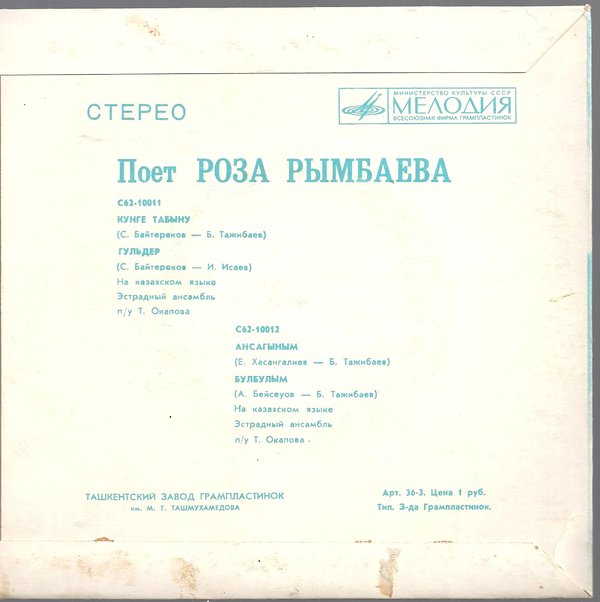 СТЕРЕО
МИНИСТЕРСТВО КУЛЬТУРЫ СССР
МЕЛОДИЯ
ВСЕСОЮЗНАЯ ФИРМА ГРАМПЛАСТИНОК
Поет РОЗА РЫМБАЕВА
С62-10011
КУНГЕ ТАБЫНУ
(С. Байтереков — Б. Тажибаев)
ГУЛЬДЕР
(С. Байтереков — И. Исаев)
На казахском языке
Эстрадный ансамбль
п/у Т. Окапова
С62-10012
АНСАГЫНЫМ
(Е. Хасангалиев — Б. Тажибаев)
БУЛБУЛЫМ
(А. Бейсеуов — Б. Тажибаев)
На казахском языке
Эстрадный ансамбль
п/у Т. Окапова
ТАШКЕНТСКИЙ ЗАВОД ГРАМПЛАСТИНОК
им. М. Т. ТАШМУХАМЕДОВА
Арт. 36-3. Цена 1 руб.
Тип. З-да Грампластинок.